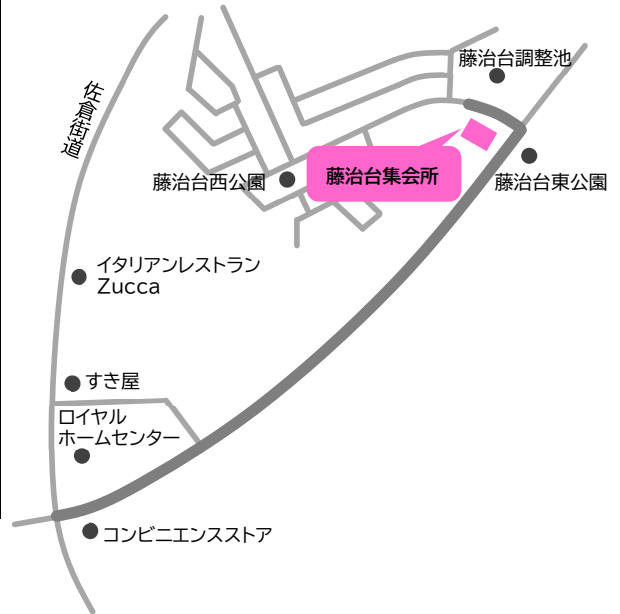 藤治台調整池
佐倉街道
藤治台西公園
藤治台集会所
藤治台東公園
イタリアンレストラン
Zucca
すき屋
ロイヤル
ホームセンター
コンビニエンスストア